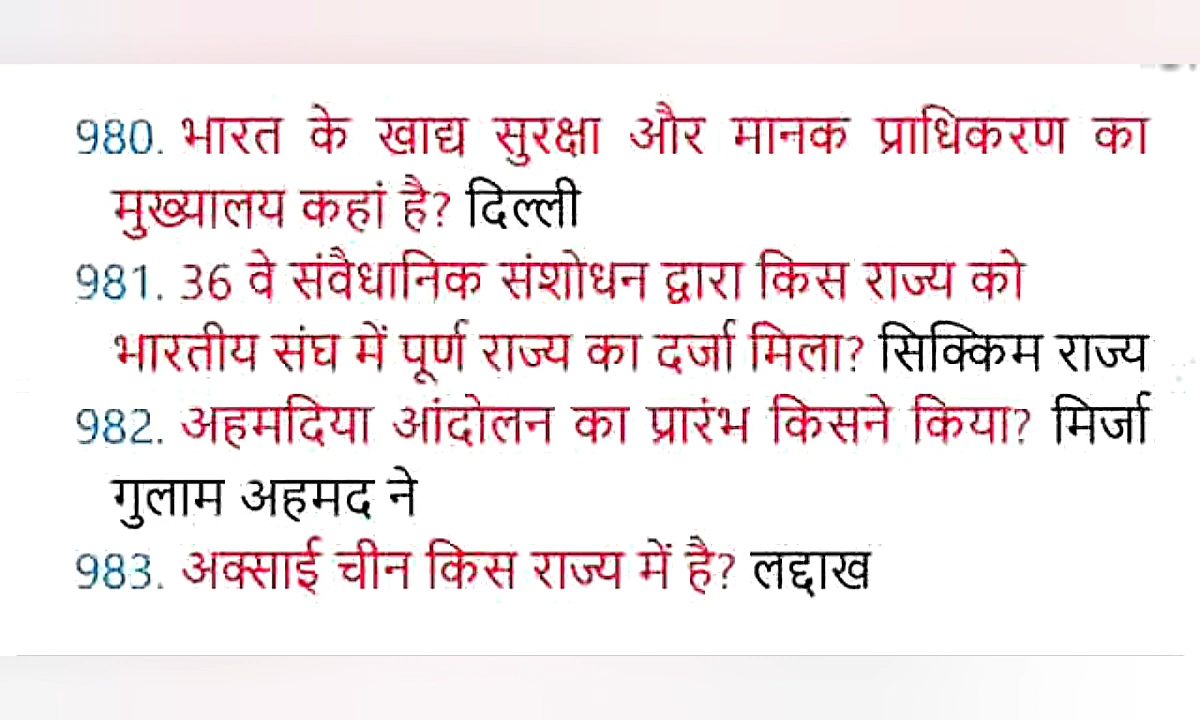 980. भारत के खाद्य सुरक्षा और मानक प्राधिकरण का
मुख्यालय कहां है? दिल्ली
981. 36 वे संवैधानिक संशोधन द्वारा किस राज्य को
भारतीय संघ में पूर्ण राज्य का दर्जा मिला? सिक्किम राज्य
982. अहमदिया आंदोलन का प्रारंभ किसने किया? मिर्जा
गुलाम अहमद ने
983. अक्साई चीन किस राज्य में है? लद्दाख